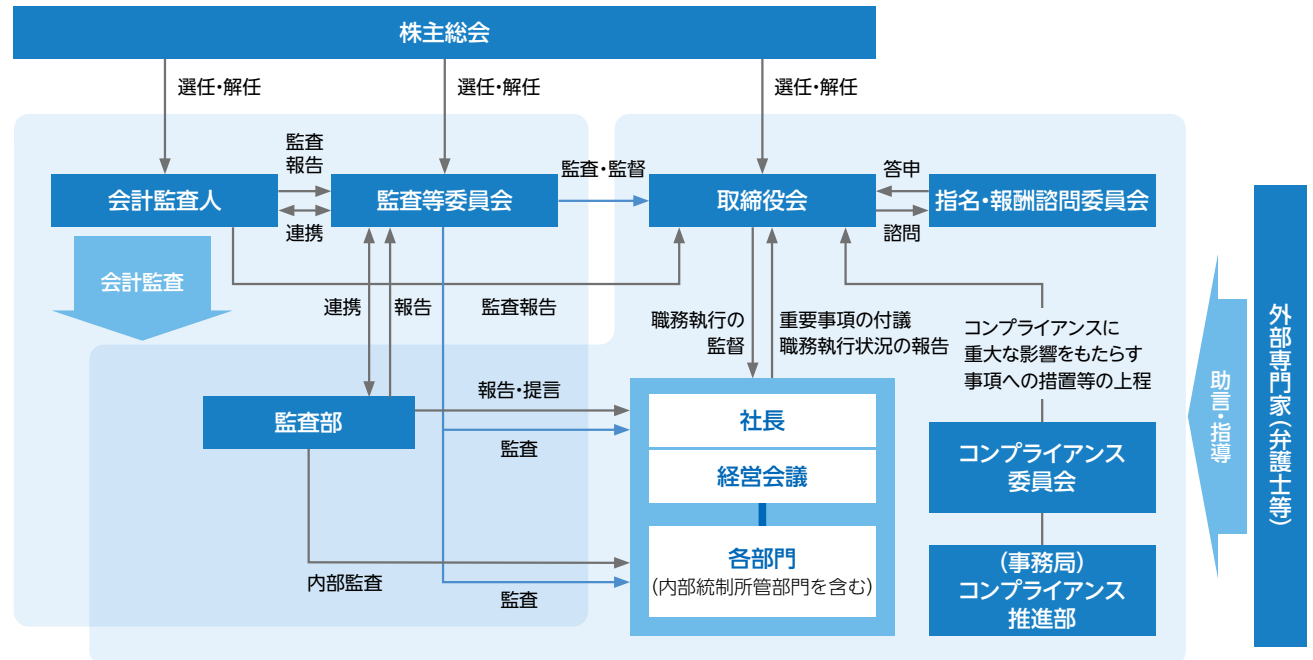 株主総会
選任・解任
選任・解任
選任・解任
監査
報告
監査・監督
答申
会計監査人
監査等委員会
取締役会
指名・報酬諮問委員会
連携
諮問
会計監査
連携
報告
監査報告
職務執行の
監督
重要事項の付議
職務執行状況の報告
コンプライアンスに
重大な影響をもたらす
事項への措置等の上程
報告・提言
監査部
監査
社長
経営会議
コンプライアンス
委員会
各部門
(内部統制所管部門を含む)
内部監査
監査
(事務局)
コンプライアンス
推進部
助言・指導
外部専門家(弁護士等)